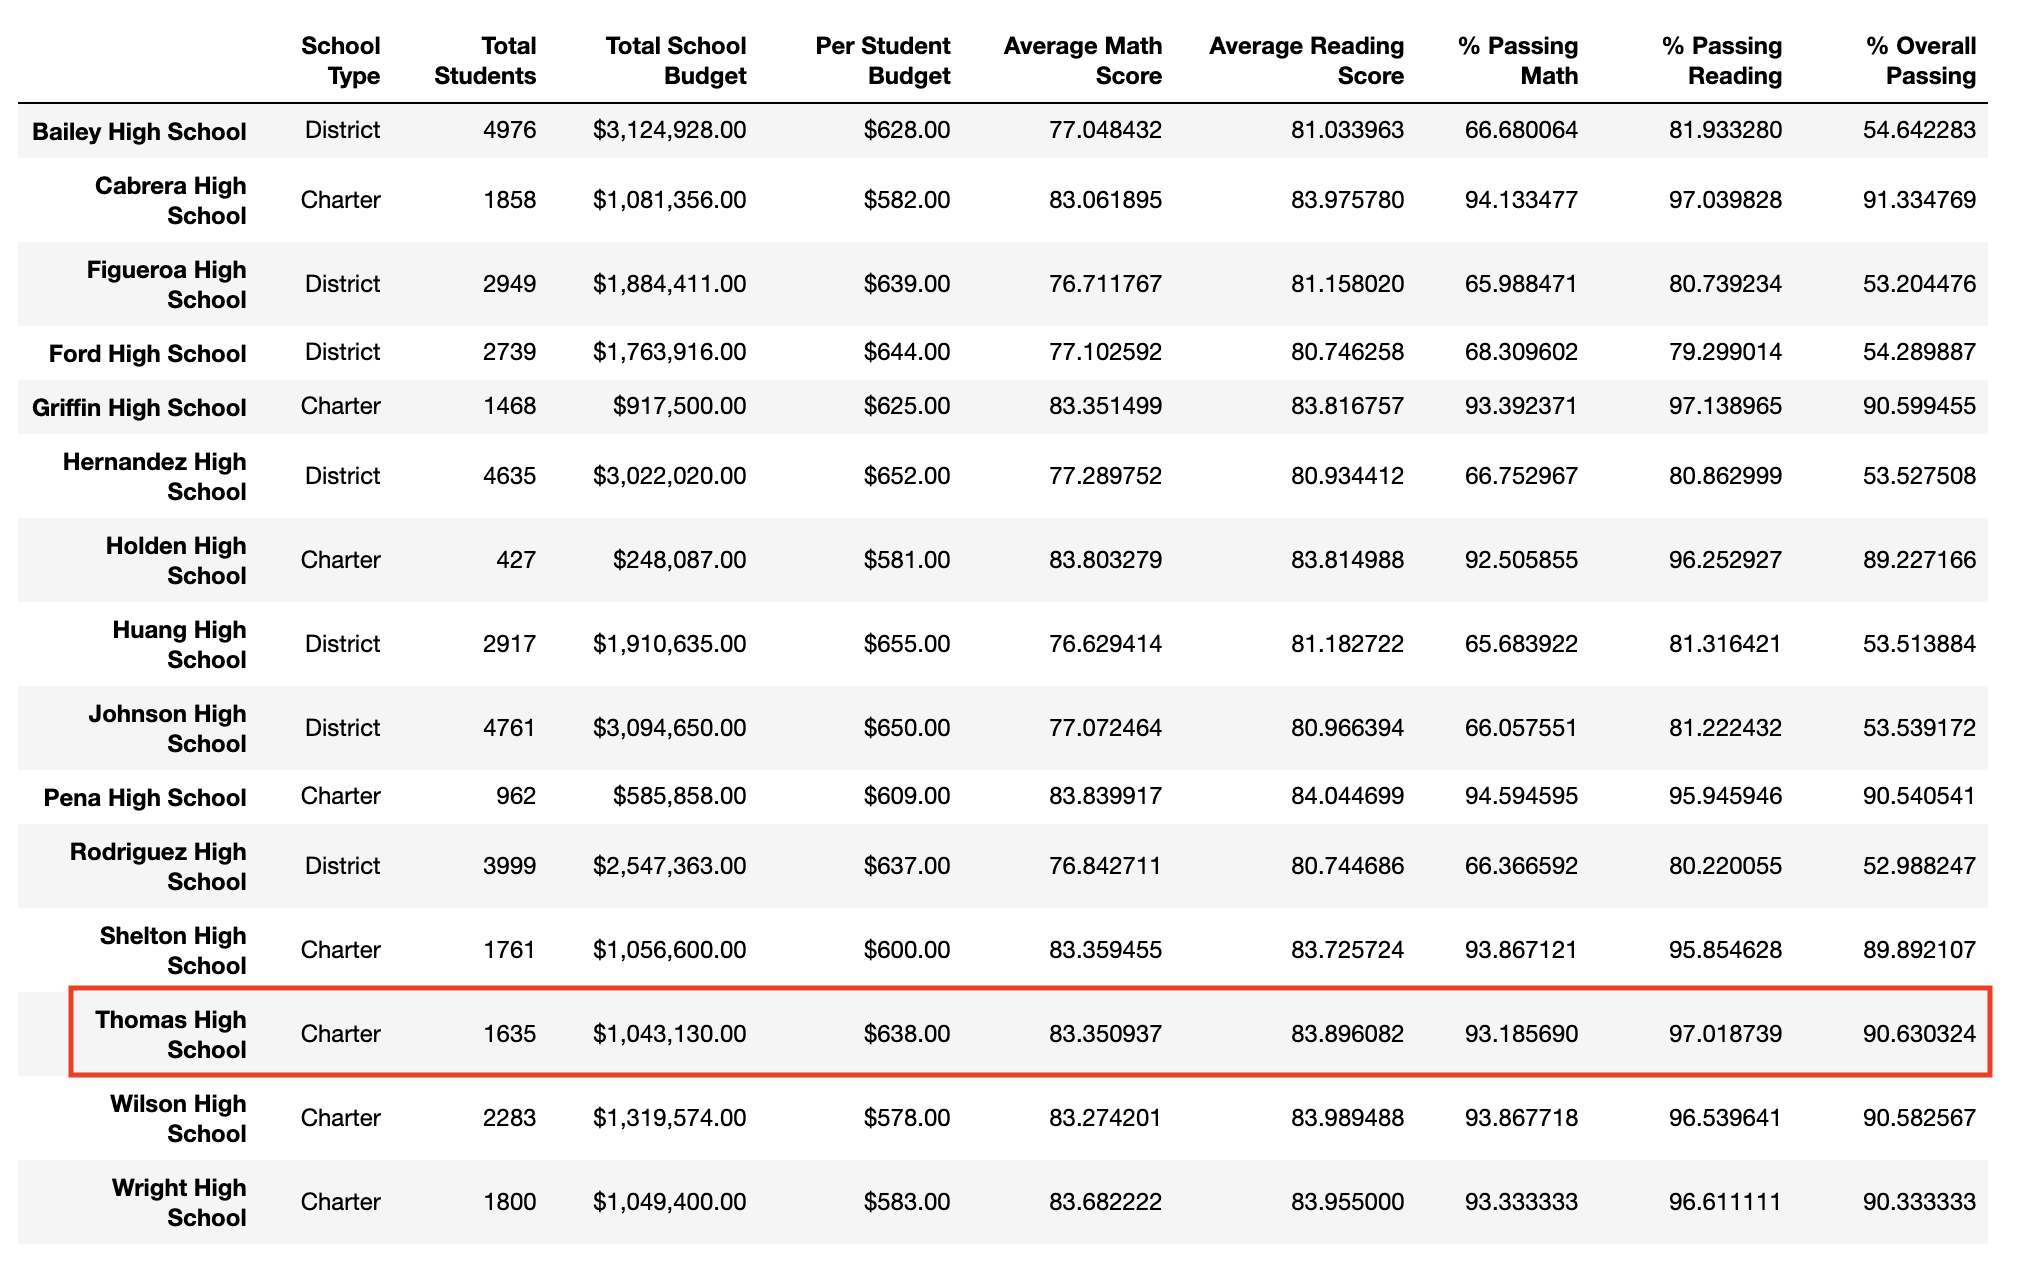 School Type Total Students Total School Budget Per Student Budget Average Math Score Average Reading Score % Passing Math % Passing Reading % Overall Passing
Bailey High School District 4976 $3,124,928.00 $628.00 77.048432 81.033963 66.680064 81.933280 54.642283
Cabrera High School Charter 1858 $1,081,356.00 $582.00 83.061895 83.975780 94.133477 97.039828 91.334769
Figueroa High School District 2949 $1,884,411.00 $639.00 76.711767 81.158020 65.988471 80.739234 53.204476
Ford High School District 2739 $1,763,916.00 $644.00 77.102592 80.746258 68.309602 79.299014 54.289887
Griffin High School Charter 1468 $917,500.00 $625.00 83.351499 83.816757 93.392371 97.138965 90.599455
Hernandez High School District 4635 $3,022,020.00 $652.00 77.289752 80.934412 66.752967 80.862999 53.527508
Holden High School Charter 427 $248,087.00 $581.00 83.803279 83.814988 92.505855 96.252927 89.227166
Huang High School District 2917 $1,910,635.00 $655.00 76.629414 81.182722 65.683922 81.316421 53.513884
Johnson High School District 4761 $3,094,650.00 $650.00 77.072464 80.966394 66.057551 81.222432 53.539172
Pena High School Charter 962 $585,858.00 $609.00 83.839917 84.044699 94.594595 95.945946 90.540541
Rodriguez High School District 3999 $2,547,363.00 $637.00 76.842711 80.744686 66.366592 80.220055 52.988247
Shelton High School Charter 1761 $1,056,600.00 $600.00 83.359455 83.725724 93.867121 95.854628 89.892107
Thomas High School Charter 1635 $1,043,130.00 $638.00 83.350937 83.896082 93.185690 97.018739 90.630324
Wilson High School Charter 2283 $1,319,574.00 $578.00 83.274201 83.989488 93.867718 96.539641 90.582567
Wright High School Charter 1800 $1,049,400.00 $583.00 83.682222 83.955000 93.333333 96.611111 90.333333